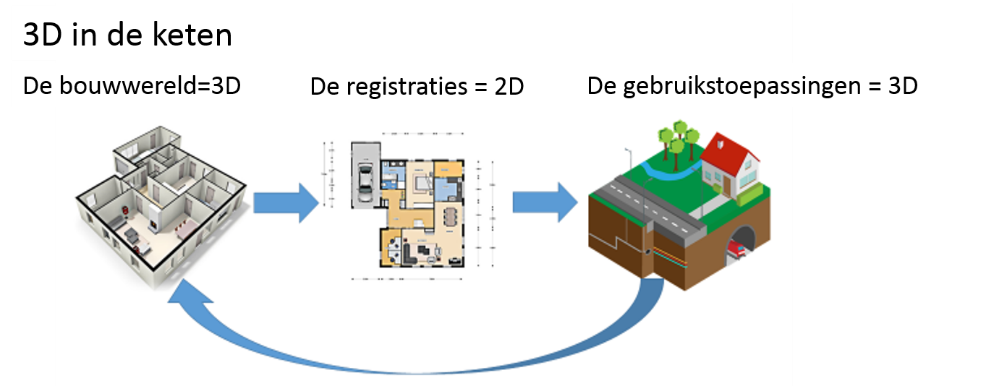 3D in de keten
De bouwwereld=3D
De registraties = 2D
De gebruikstoepassingen = 3D